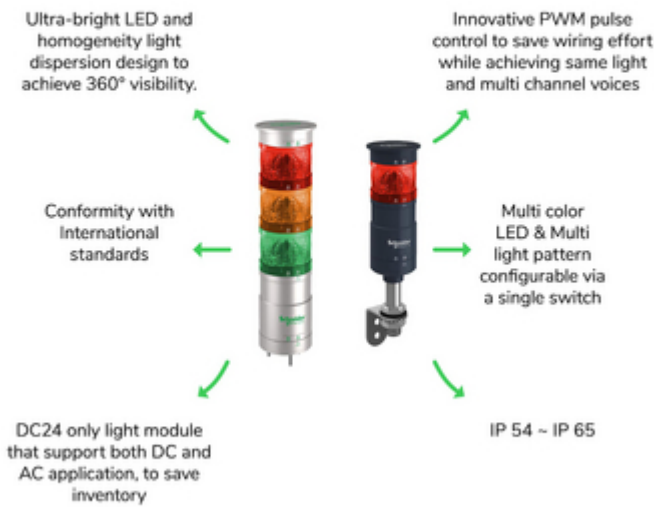 Ultra-bright LED and
homogeneity light
dispersion design to
achieve 360° visibility.
Innovative PWM pulse
control to save wiring effort
while achieving same light
and multi channel voices
Conformity with
International
standards
Multi color
LED & Multi
light pattern
configurable via
a single switch
Schneider
Schneider
DC24 only light module
that support both DC and
AC application, to save
inventory
IP 54 ~ IP 65